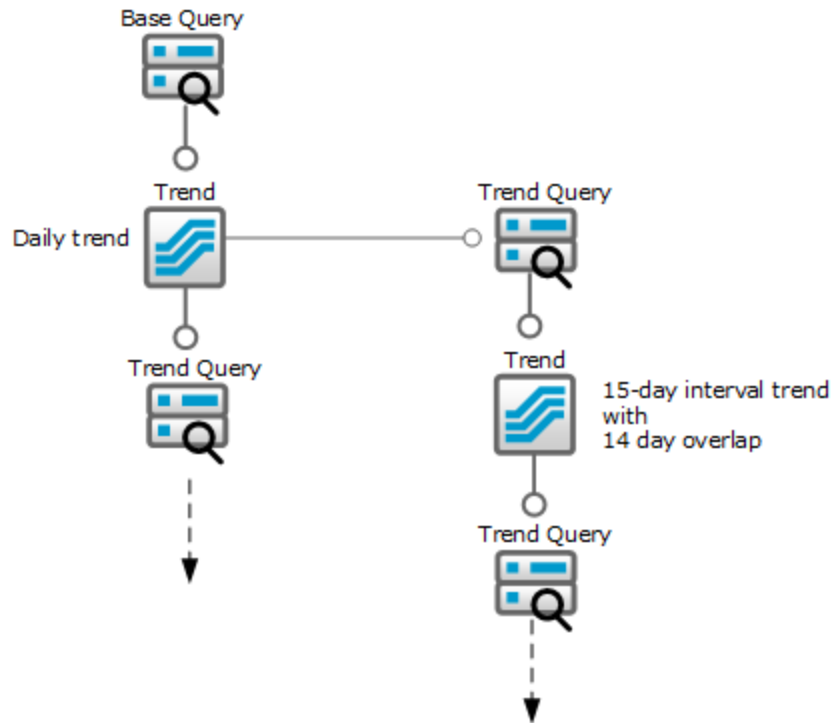 Base Query
Trend
Daily trend
Trend Query
Trend Query
Trend
15-day interval trend
with
14 day overlap
Trend Query